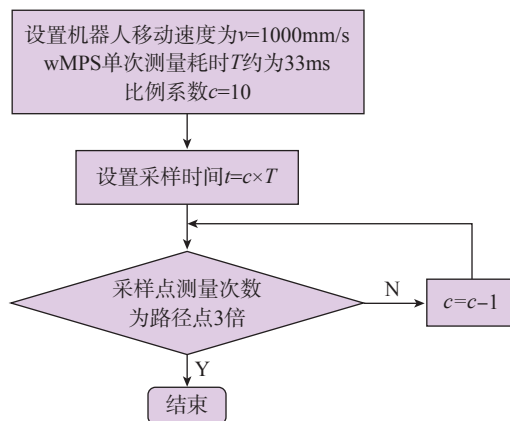 设置机器人移动速度为v=1000mm/s
wMPS单次测量耗时T约为33ms
比例系数c=10
设置采样时间t=c×T
采样点测量次数
为路径点3倍
N
c=c−1
Y
结束